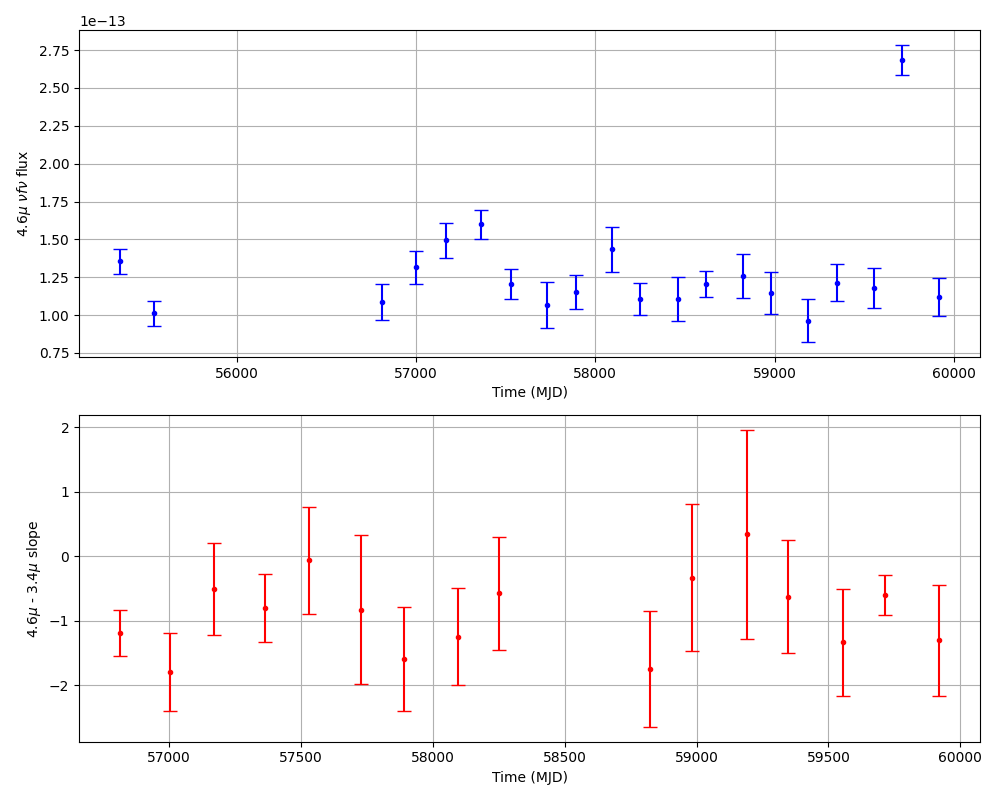 1e−13
2.75
2.50
2.25
2.00
1.75
1.50
1.25
1.00
0.75
4.6μ νfν flux
56000 57000 58000 59000 60000
Time (MJD)
2
1
0
−1
−2
4.6μ - 3.4μ slope
57000 57500 58000 58500 59000 59500 60000
Time (MJD)